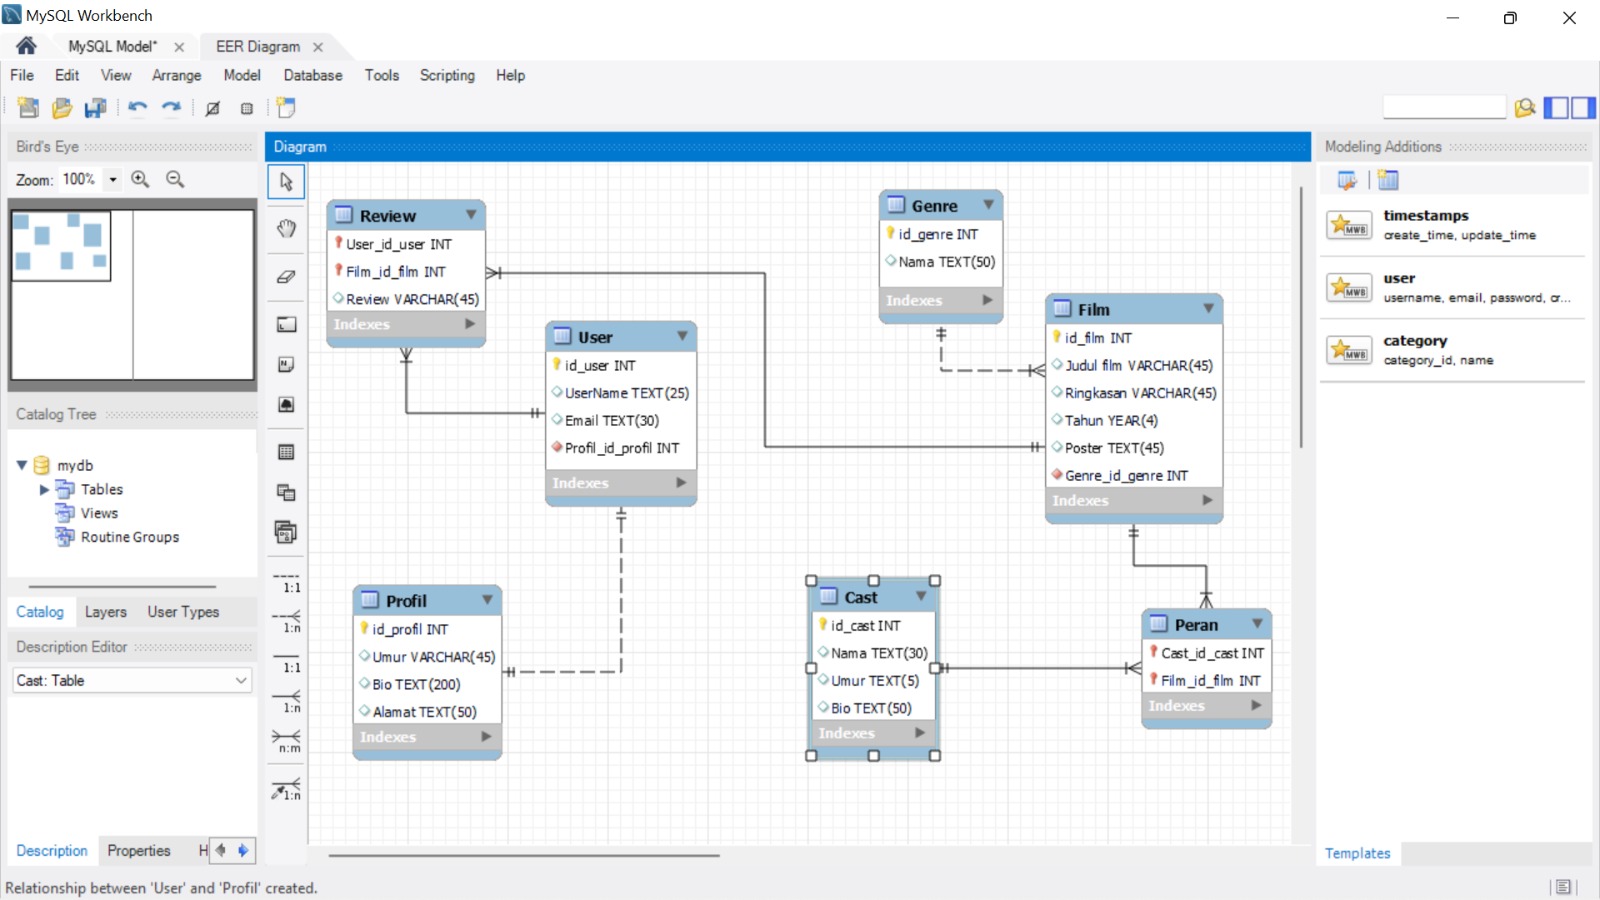 MySQL Workbench
MySQL Model*
EER Diagram
File Edit View Arrange Model Database Tools Scripting Help
Bird's Eye
Zoom: 100%
Catalog Tree
mydb
Tables
Views
Routine Groups
Catalog Layers User Types
Description Editor
Cast: Table
Description Properties H
Relationship between 'User' and 'Profil' created.
Diagram
1:1
1:n
1:1
1:n
n:m
1:n
Review
User_id_user INT
Film_id_film INT
Review VARCHAR(45)
Indexes
User
id_user INT
UserName TEXT(25)
Email TEXT(30)
Profil_id_profil INT
Indexes
Profil
id_profil INT
Umur VARCHAR(45)
Bio TEXT(200)
Alamat TEXT(50)
Indexes
Genre
id_genre INT
Nama TEXT(50)
Indexes
Film
id_film INT
Judul film VARCHAR(45)
Ringkasan VARCHAR(45)
Tahun YEAR(4)
Poster TEXT(45)
Genre_id_genre INT
Indexes
Cast
id_cast INT
Nama TEXT(30)
Umur TEXT(5)
Bio TEXT(50)
Indexes
Peran
Cast_id_cast INT
Film_id_film INT
Indexes
Modeling Additions
MWB
timestamps
create_time, update_time
MWB
user
username, email, password, cr...
MWB
category
category_id, name
Templates